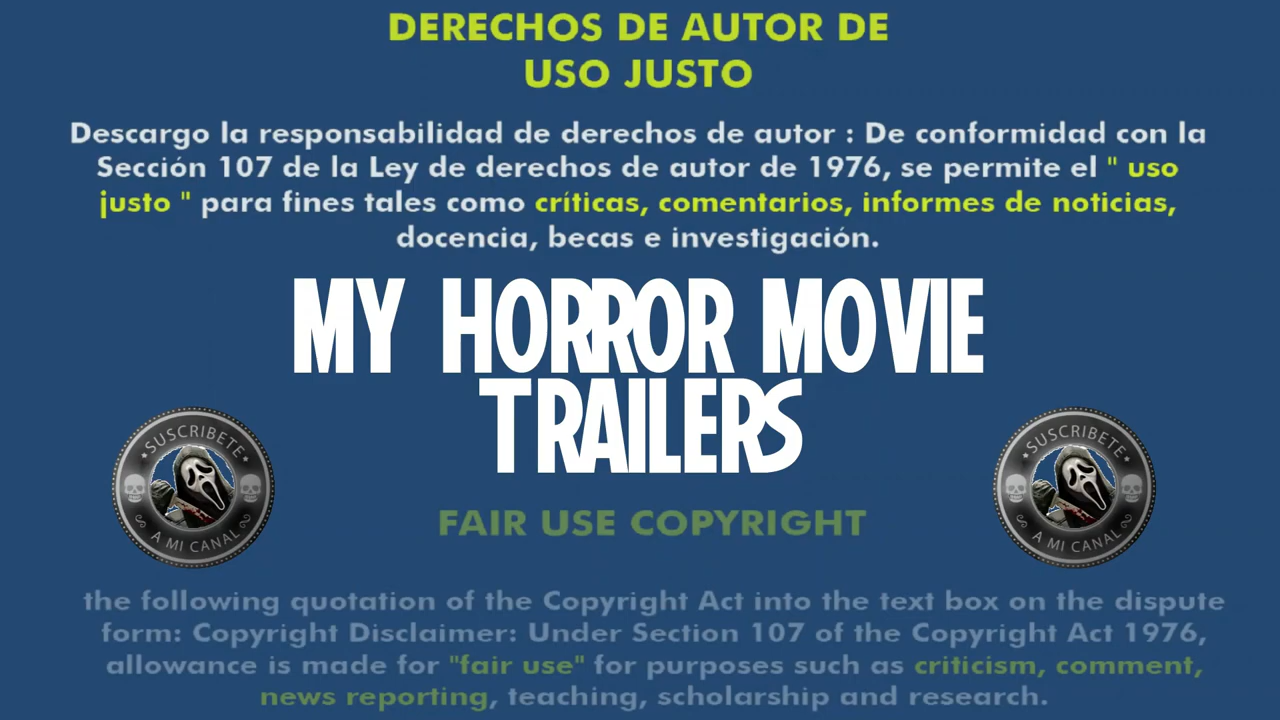 DERECHOS DE AUTOR DE
USO JUSTO
Descargo la responsabilidad de derechos de autor : De conformidad con la
Sección 107 de la Ley de derechos de autor de 1976, se permite el " uso
justo " para fines tales como críticas, comentarios, informes de noticias,
docencia, becas e investigación.
MY HORROR MOVIE
TRAILERS
SUSCRIBETE
A MI CANAL
SUSCRIBETE
A MI CANAL
FAIR USE COPYRIGHT
the following quotation of the Copyright Act into the text box on the dispute
form: Copyright Disclaimer: Under Section 107 of the Copyright Act 1976,
allowance is made for "fair use" for purposes such as criticism, comment,
news reporting, teaching, scholarship and research.